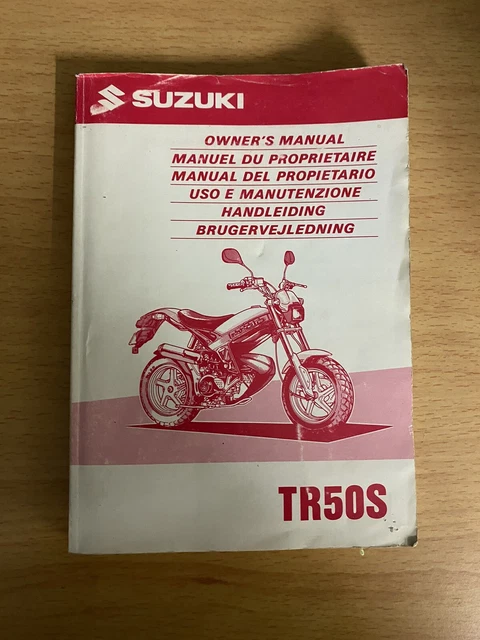 SUZUKI
OWNER'S MANUAL
MANUEL DU PROPRIETAIRE
MANUAL DEL PROPIETARIO
USO E MANUTENZIONE
HANDLEIDING
BRUGERVEJLEDNING
TR50S